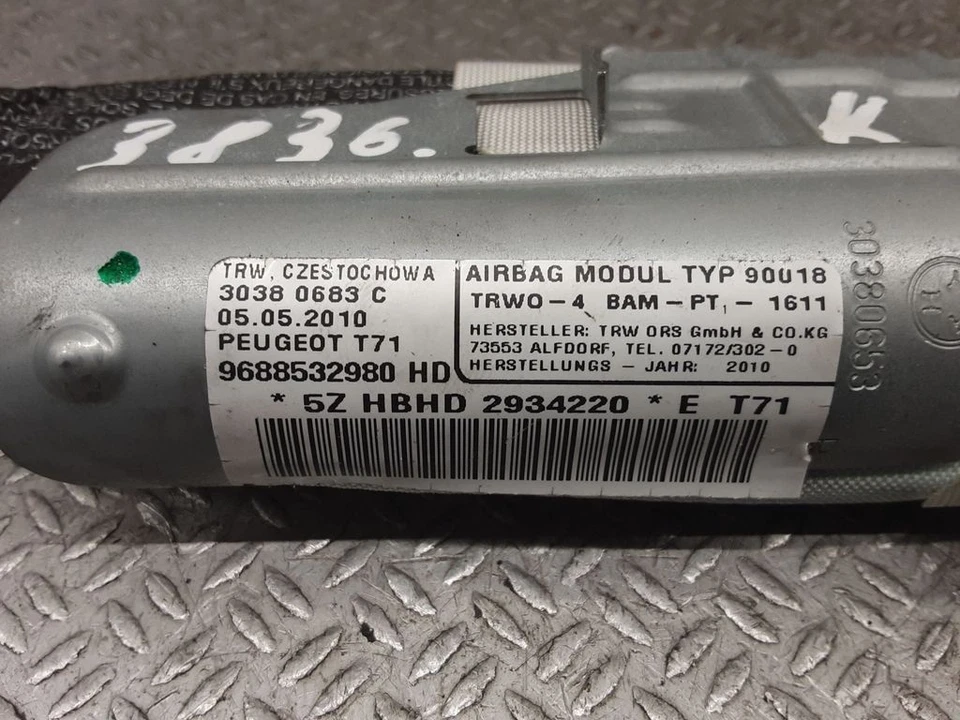 3836.
K
TRW, CZESTOCHOWA
3038 0683 C
05.05.2010
PEUGEOT T71
9688532980 HD
AIRBAG MODUL TYP 90018
TRWO-4 BAM-PT, - 1611
HERSTELLER: TRW ORS GmbH & CO.KG
73553 ALFDORF, TEL. 07172/302-0
HERSTELLUNGS - JAHR: 2010
* 5Z HBHD 2934220 * E T71
30380653